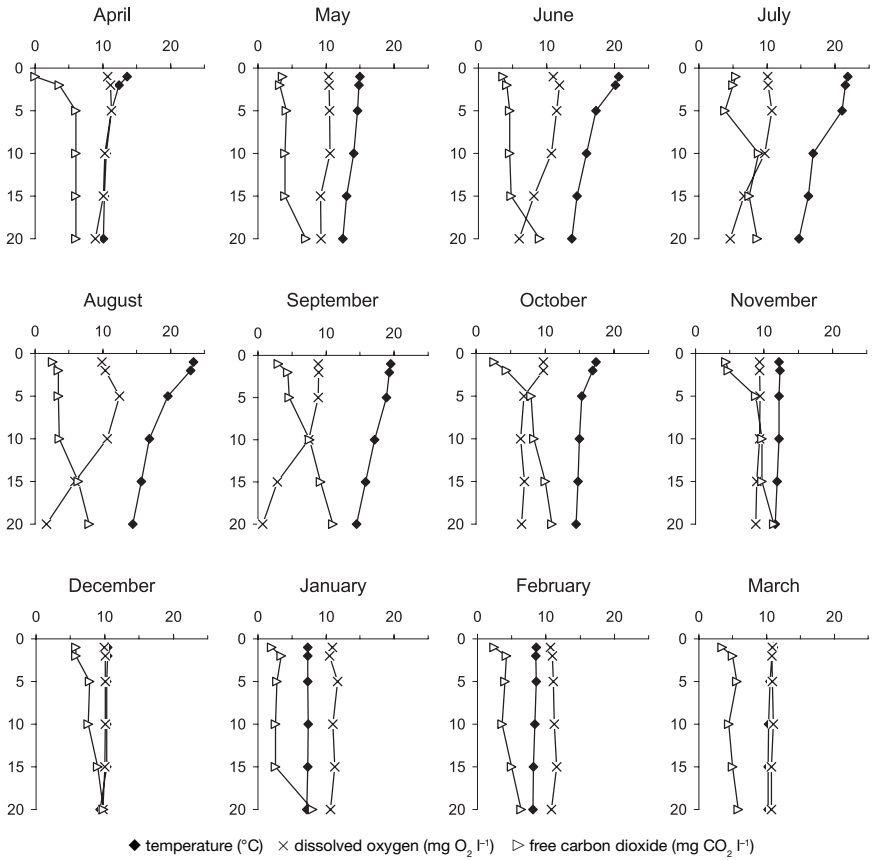 April May June July
0 10 20 0 10 20 0 10 20 0 10 20
0 0 0 0
5 5 5 5
10 10 10 10
15 15 15 15
20 20 20 20
August September October November
0 10 20 0 10 20 0 10 20 0 10 20
0 0 0 0
5 5 5 5
10 10 10 10
15 15 15 15
20 20 20 20
December January February March
0 10 20 0 10 20 0 10 20 0 10 20
0 0 0 0
5 5 5 5
10 10 10 10
15 15 15 15
20 20 20 20
temperature (°C) dissolved oxygen (mg O₂ l⁻¹) free carbon dioxide (mg CO₂ l⁻¹)